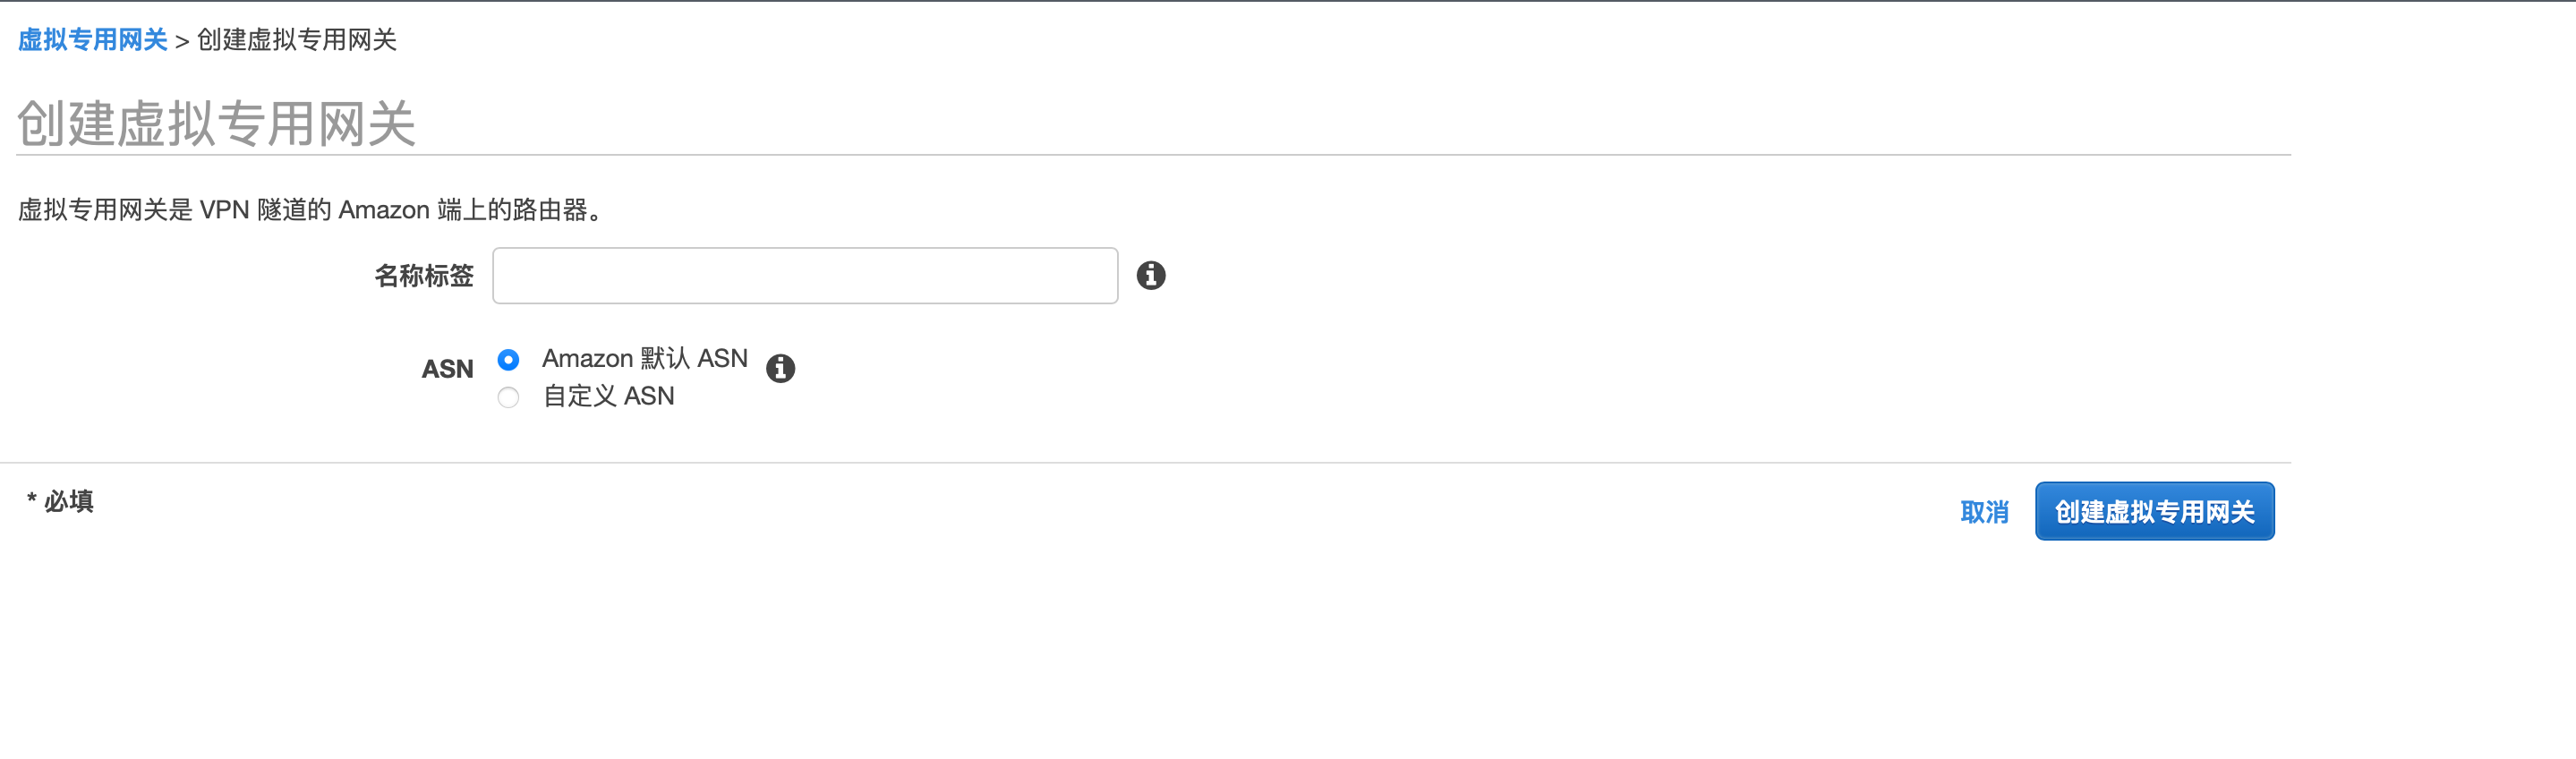 虚拟专用网关 > 创建虚拟专用网关
创建虚拟专用网关
虚拟专用网关是 VPN 隧道的 Amazon 端上的路由器。
名称标签
ASN
Amazon 默认 ASN
自定义 ASN
* 必填
取消
创建虚拟专用网关